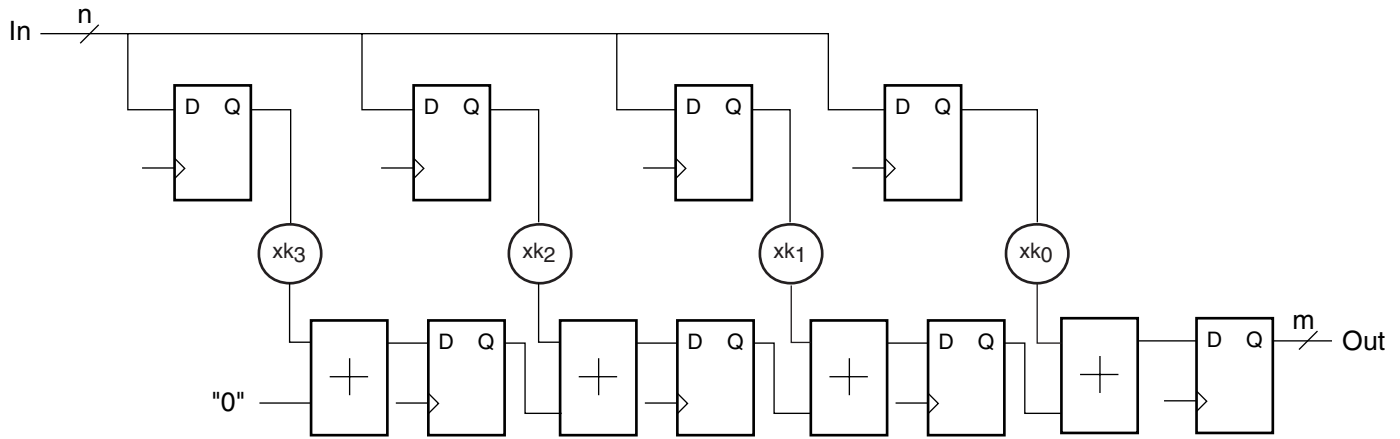 In
n
D Q
D Q
D Q
D Q
xk3
xk2
xk1
xk0
D Q
D Q
D Q
D Q
m
Out
+
+
+
+
"0"